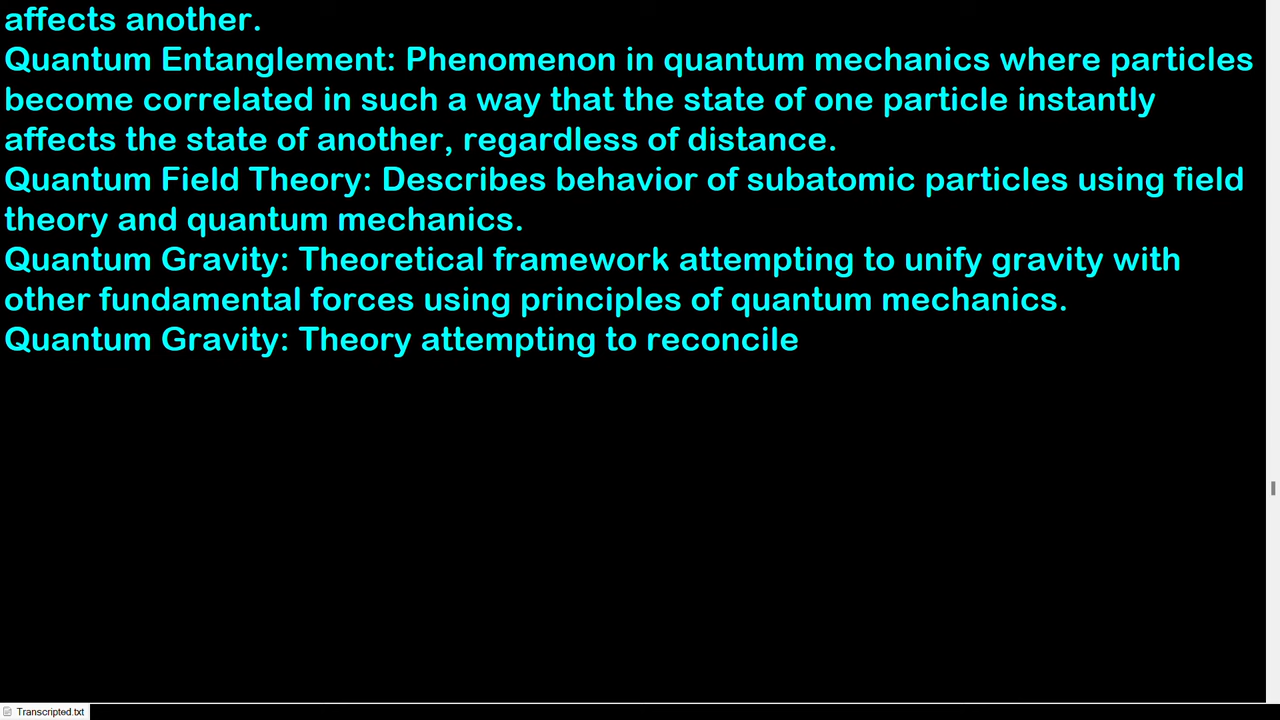 affects another.
Quantum Entanglement: Phenomenon in quantum mechanics where particles
become correlated in such a way that the state of one particle instantly
affects the state of another, regardless of distance.
Quantum Field Theory: Describes behavior of subatomic particles using field
theory and quantum mechanics.
Quantum Gravity: Theoretical framework attempting to unify gravity with
other fundamental forces using principles of quantum mechanics.
Quantum Gravity: Theory attempting to reconcile
Transcripted.txt